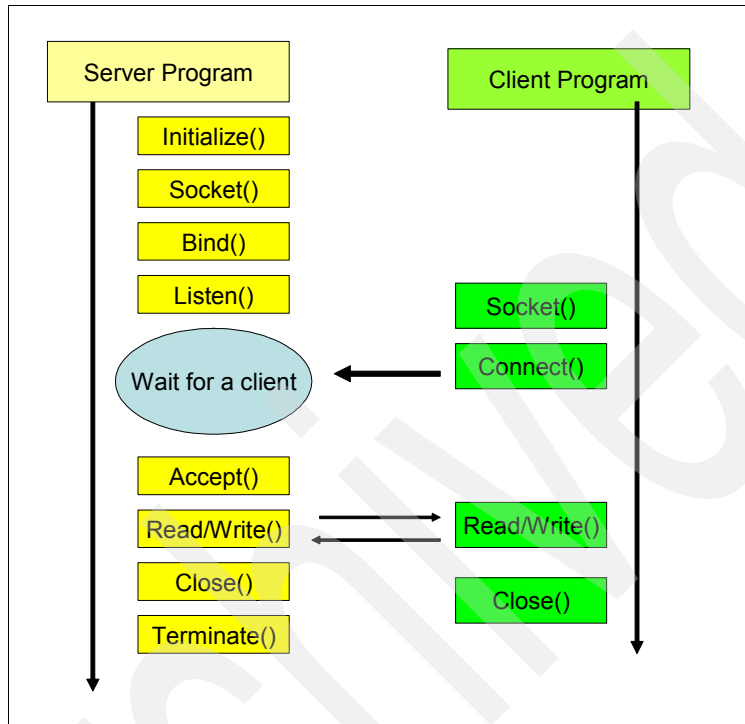 Server Program
Client Program
Initialize()
Socket()
Bind()
Listen()
Socket()
Wait for a client
Connect()
Accept()
Read/Write()
Read/Write()
Close()
Close()
Terminate()